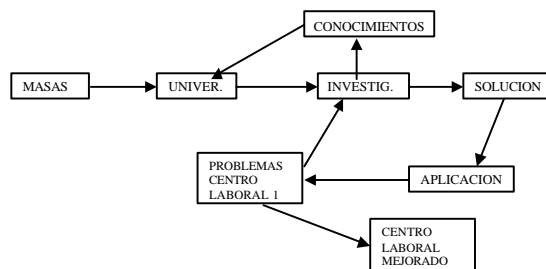 CONOCIMIENTOS
MASAS
UNIVER.
INVESTIG.
SOLUCION
PROBLEMAS
CENTRO
LABORAL 1
APLICACION
CENTRO
LABORAL
MEJORADO